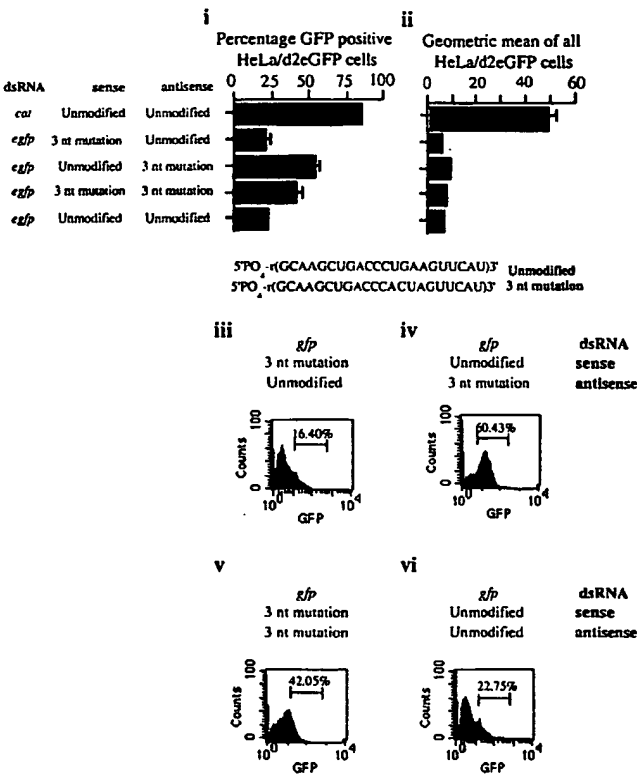 i
ii
Percentage GFP positive
HeLa/d2eGFP cells
Geometric mean of all
HeLa/d2eGFP cells
dsRNA sense antisense
0 25 50 75 100
0 20 40 60
cat Unmodified Unmodified
egfp 3 nt mutation Unmodified
egfp Unmodified 3 nt mutation
egfp 3 nt mutation 3 nt mutation
egfp Unmodified Unmodified
5'PO4-r(GCAAGCUGACCCUGAAGUUCAU)3' Unmodified
5'PO4-r(GCAAGCUGACCCACUAGUUCAU)3' 3 nt mutation
iii
iv
gfp
3 nt mutation
Unmodified
gfp
Unmodified
3 nt mutation
dsRNA
sense
antisense
100
Counts
0
16.40%
10^0 10^4
GFP
100
Counts
0
60.43%
10^0 10^4
GFP
v
vi
gfp
3 nt mutation
3 nt mutation
gfp
Unmodified
Unmodified
dsRNA
sense
antisense
100
Counts
0
42.05%
10^0 10^4
GFP
100
Counts
0
22.75%
10^0 10^4
GFP